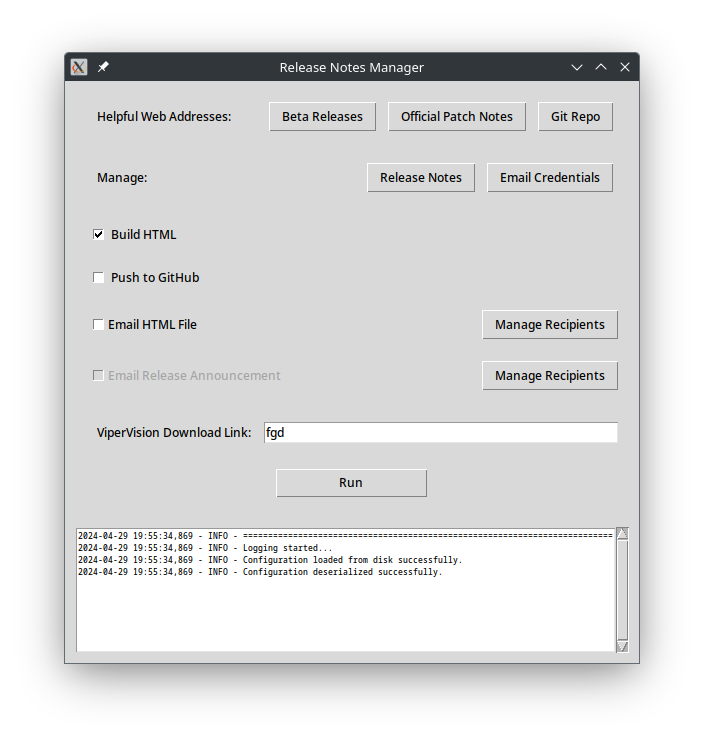 Release Notes Manager
Helpful Web Addresses: Beta Releases Official Patch Notes Git Repo
Manage: Release Notes Email Credentials
Build HTML
Push to GitHub
Email HTML File Manage Recipients
Email Release Announcement Manage Recipients
ViperVision Download Link: fgd
Run
2024-04-29 19:55:34,869 - INFO - ==========================================================================
2024-04-29 19:55:34,869 - INFO - Logging started...
2024-04-29 19:55:34,869 - INFO - Configuration loaded from disk successfully.
2024-04-29 19:55:34,869 - INFO - Configuration deserialized successfully.